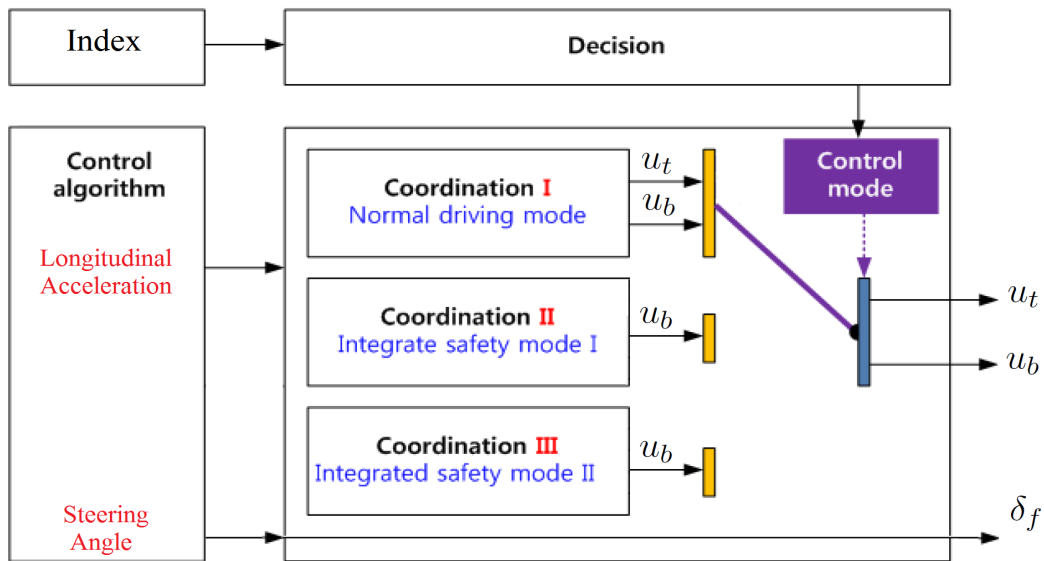 Index
Decision
Control
algorithm
Longitudinal
Acceleration
Steering
Angle
Coordination I
Normal driving mode
u_t
u_b
Coordination II
Integrate safety mode I
u_b
Coordination III
Integrated safety mode II
u_b
Control
mode
u_t
u_b
δ_f